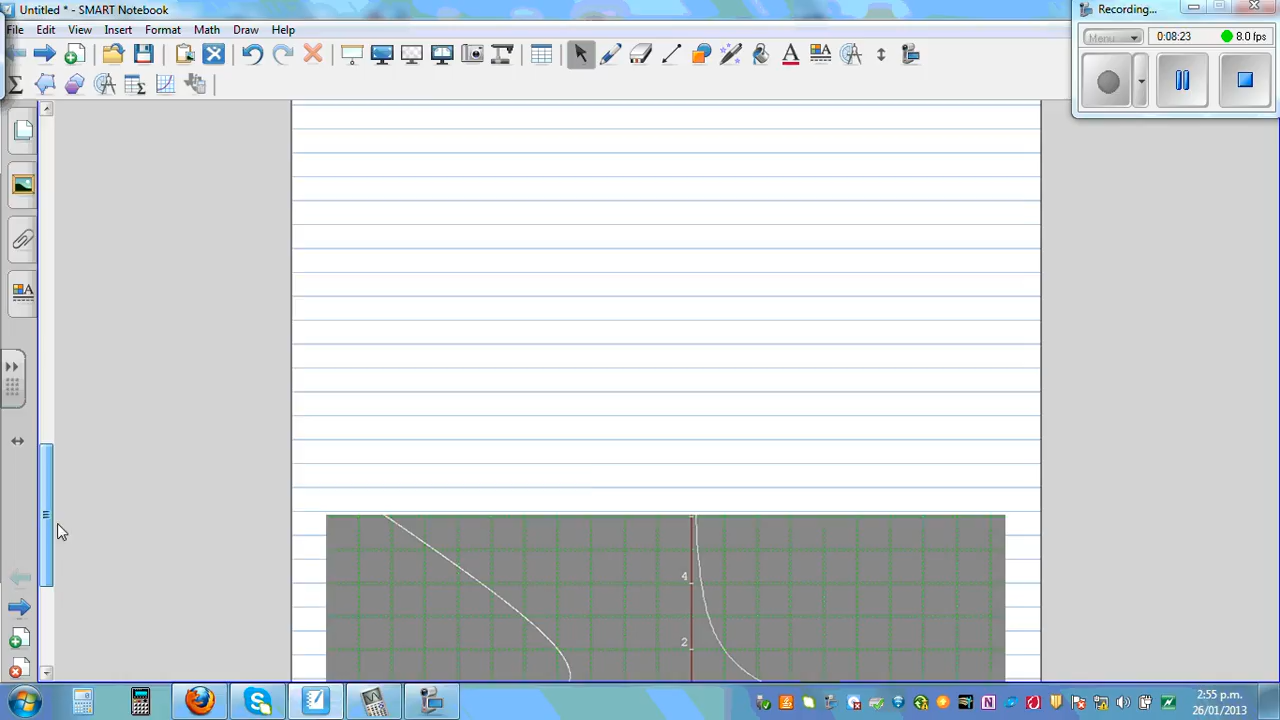 Untitled * - SMART Notebook
File Edit View Insert Format Math Draw Help
Recording...
Menu 0:08:23 8.0 fps
4
2
2:55 p.m.
26/01/2013